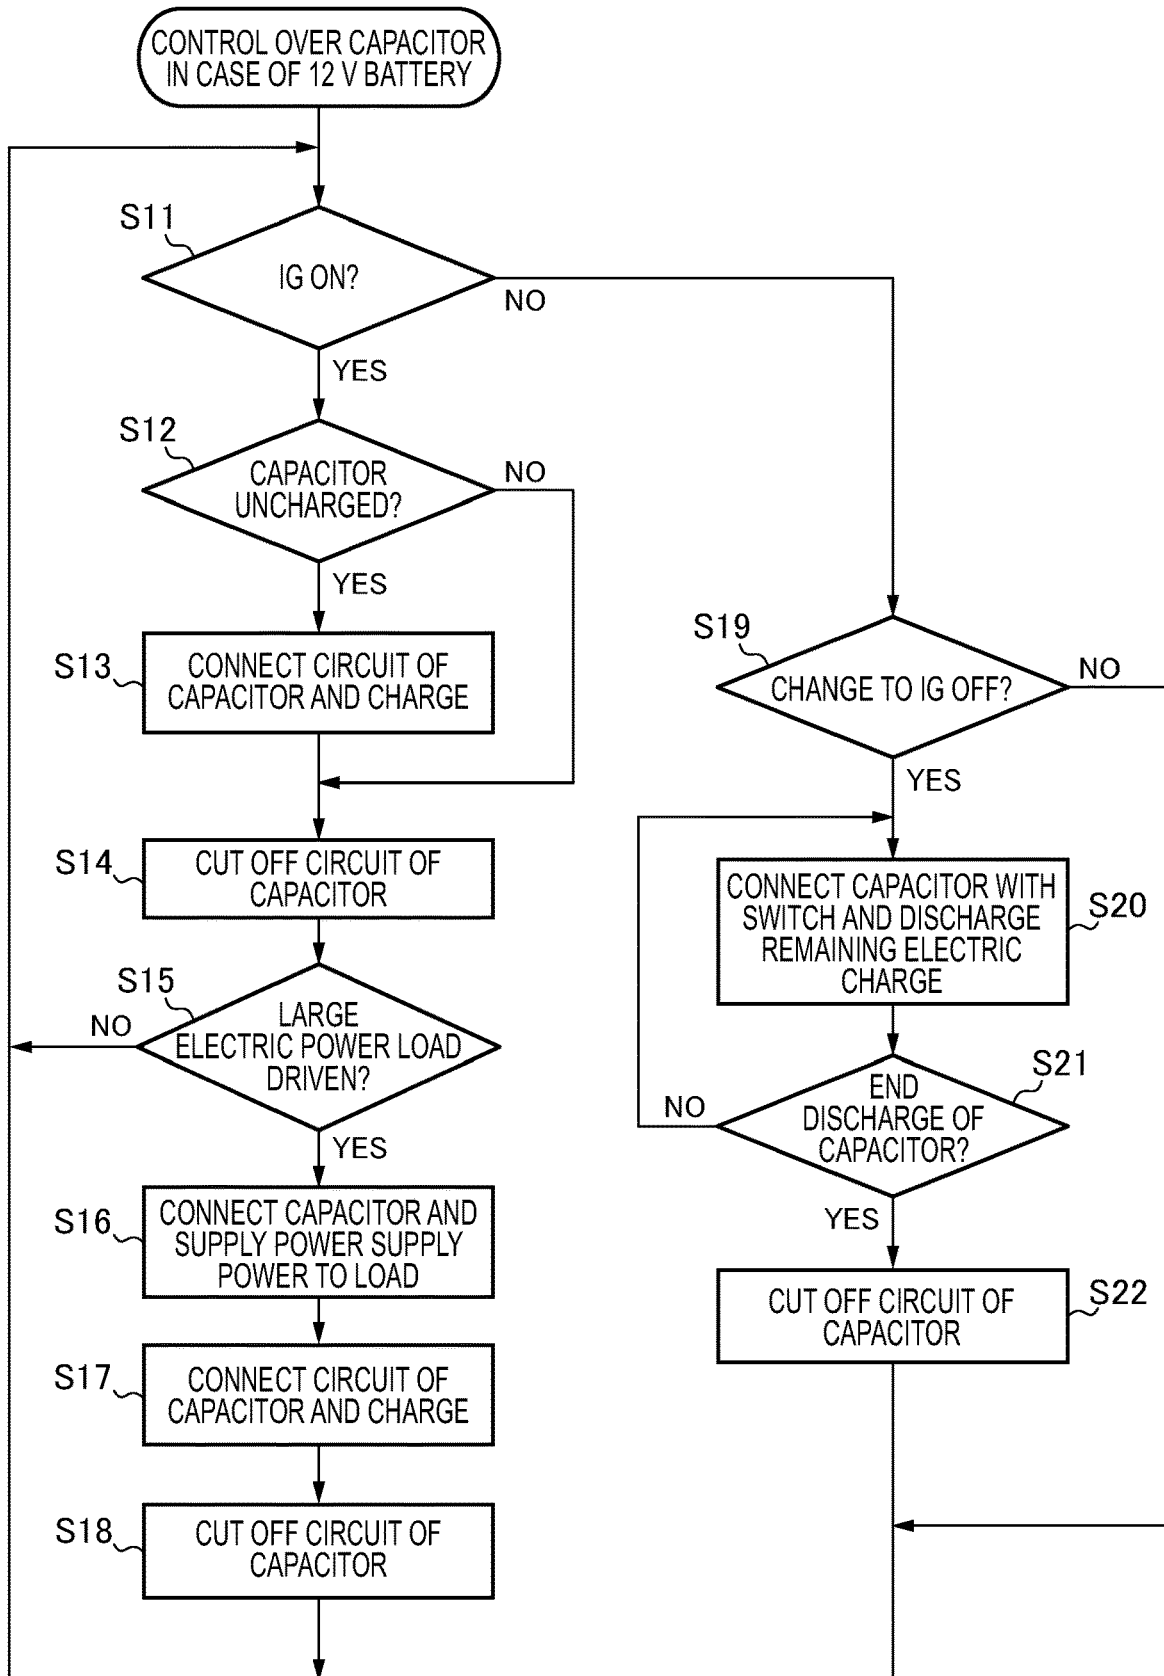 CONTROL OVER CAPACITOR
IN CASE OF 12 V BATTERY
S11
IG ON?
NO
YES
S12
CAPACITOR
UNCHARGED?
NO
YES
S13
CONNECT CIRCUIT OF
CAPACITOR AND CHARGE
S14
CUT OFF CIRCUIT OF
CAPACITOR
S15
LARGE
ELECTRIC POWER LOAD
DRIVEN?
NO
YES
S16
CONNECT CAPACITOR AND
SUPPLY POWER SUPPLY
POWER TO LOAD
S17
CONNECT CIRCUIT OF
CAPACITOR AND CHARGE
S18
CUT OFF CIRCUIT OF
CAPACITOR
S19
CHANGE TO IG OFF?
NO
YES
CONNECT CAPACITOR WITH
SWITCH AND DISCHARGE
REMAINING ELECTRIC
CHARGE
S20
S21
END
DISCHARGE OF
CAPACITOR?
NO
YES
CUT OFF CIRCUIT OF
CAPACITOR
S22